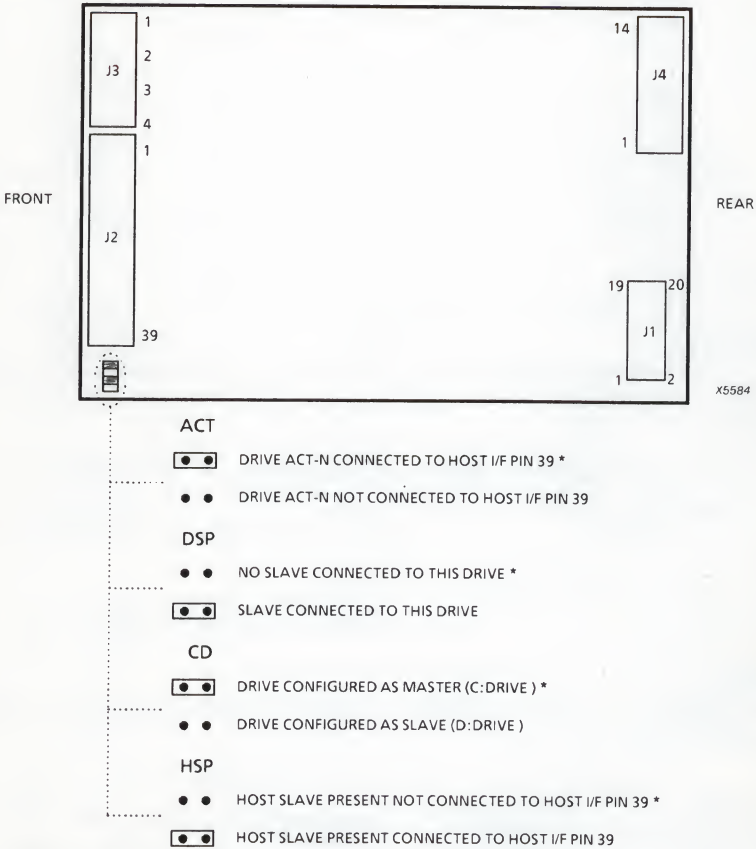 1
14
2
J3
J4
3
4
1
1
FRONT
REAR
J2
19
20
39
J1
1
2
X5584
ACT
DRIVE ACT-N CONNECTED TO HOST I/F PIN 39 *
DRIVE ACT-N NOT CONNECTED TO HOST I/F PIN 39
DSP
NO SLAVE CONNECTED TO THIS DRIVE *
SLAVE CONNECTED TO THIS DRIVE
CD
DRIVE CONFIGURED AS MASTER (C:DRIVE ) *
DRIVE CONFIGURED AS SLAVE (D:DRIVE )
HSP
HOST SLAVE PRESENT NOT CONNECTED TO HOST I/F PIN 39 *
HOST SLAVE PRESENT CONNECTED TO HOST I/F PIN 39